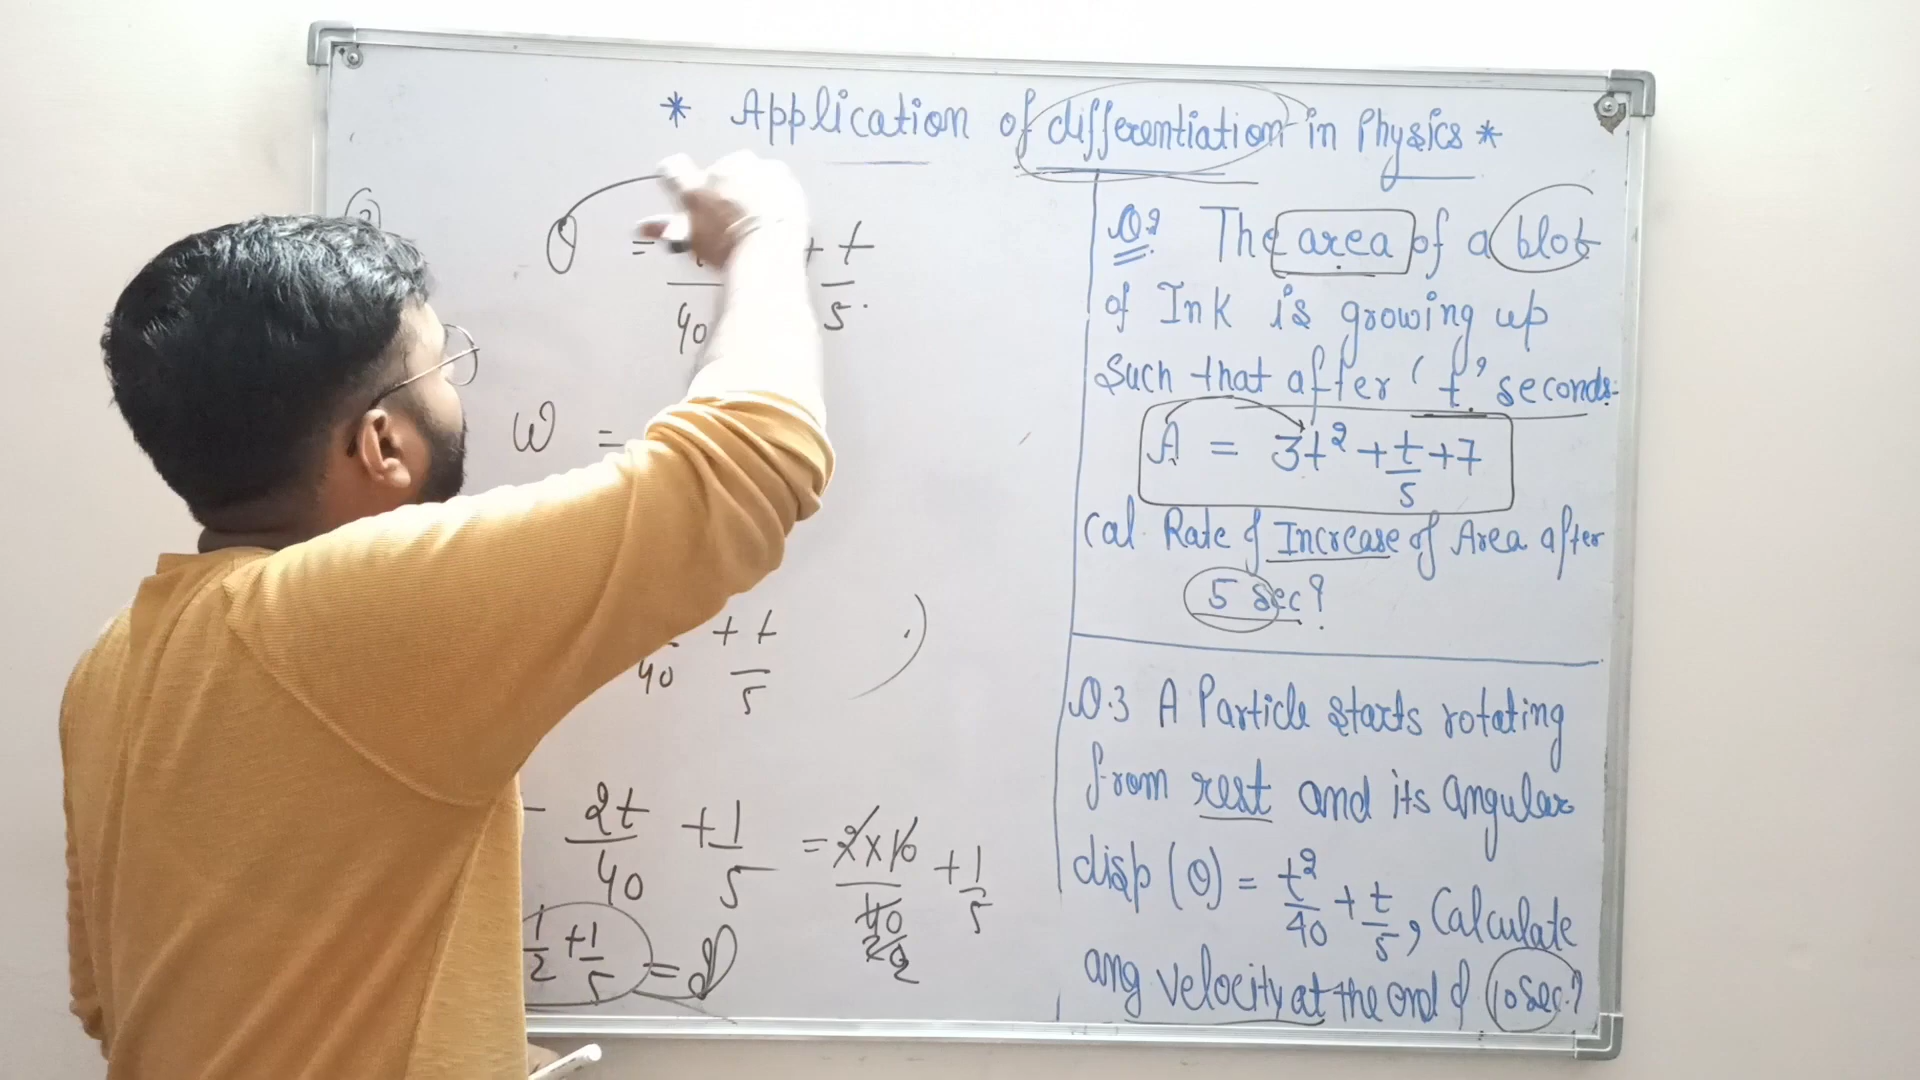 * Application of differentiation in Physics *
Q.2 The area of a blot
of Ink is growing up
Such that after 't' seconds.
A = 3t² + t/5 + 7
Cal. Rate of Increase of Area after
5 sec?
Q.3 A Particle starts rotating
from rest and its angular
disp (θ) = t²/40 + t/5, Calculate
ang velocity at the end of 10 sec?
θ = /40 + t/5.
ω =
/40 + t/5 )
2t/40 + 1/5 = 2×10/40 + 1/5
1/2 + 1/5 =